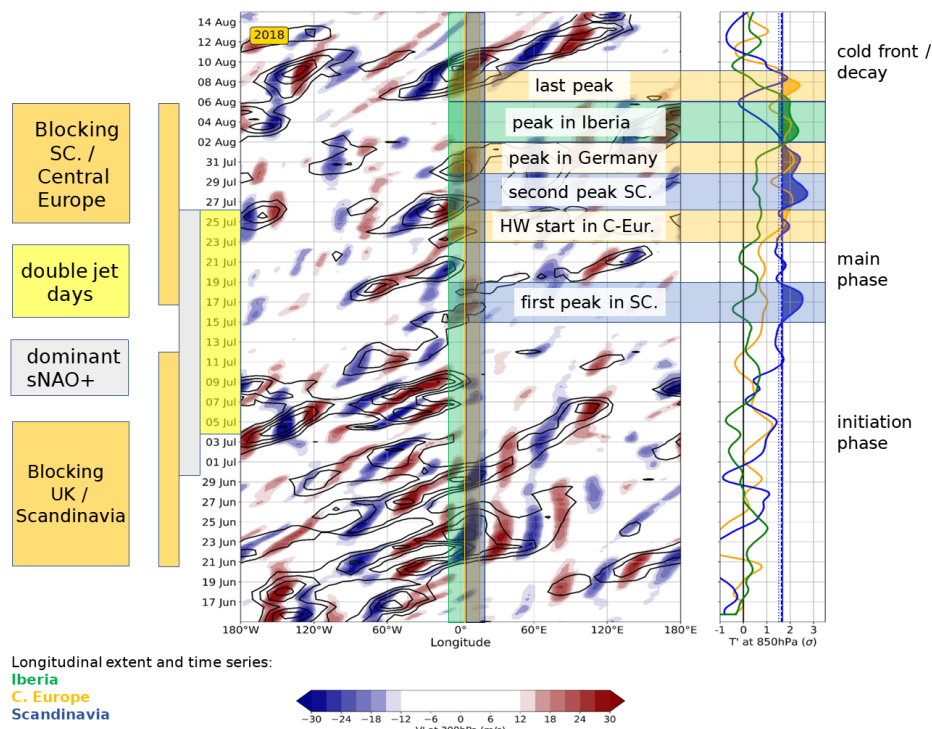 2018
14 Aug
12 Aug
10 Aug
08 Aug
06 Aug
04 Aug
02 Aug
31 Jul
29 Jul
27 Jul
25 Jul
23 Jul
21 Jul
19 Jul
17 Jul
15 Jul
13 Jul
11 Jul
09 Jul
07 Jul
05 Jul
03 Jul
01 Jul
29 Jun
27 Jun
25 Jun
23 Jun
21 Jun
19 Jun
17 Jun
Blocking
SC. /
Central
Europe
double jet
days
dominant
sNAO+
Blocking
UK /
Scandinavia
last peak
peak in Iberia
peak in Germany
second peak SC.
HW start in C-Eur.
first peak in SC.
cold front /
decay
main
phase
initiation
phase
180°W 120°W 60°W 0° 60°E 120°E 180°E
Longitude
-1 0 1 2 3
T' at 850hPa (σ)
Longitudinal extent and time series:
Iberia
C. Europe
Scandinavia
−30 −24 −18 −12 −6 0 6 12 18 24 30